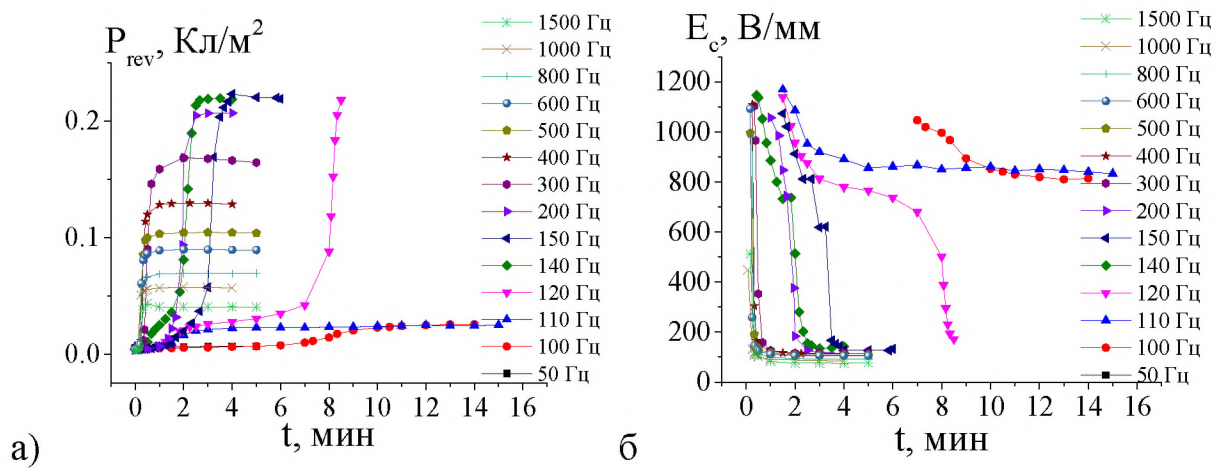 P_rev, Кл/м²
0.2
0.1
0.0
0 2 4 6 8 10 12 14 16
t, мин
а)
1500 Гц
1000 Гц
800 Гц
600 Гц
500 Гц
400 Гц
300 Гц
200 Гц
150 Гц
140 Гц
120 Гц
110 Гц
100 Гц
50 Гц
E_c, В/мм
1200
1000
800
600
400
200
0
0 2 4 6 8 10 12 14 16
t, мин
б
1500 Гц
1000 Гц
800 Гц
600 Гц
500 Гц
400 Гц
300 Гц
200 Гц
150 Гц
140 Гц
120 Гц
110 Гц
100 Гц
50 Гц